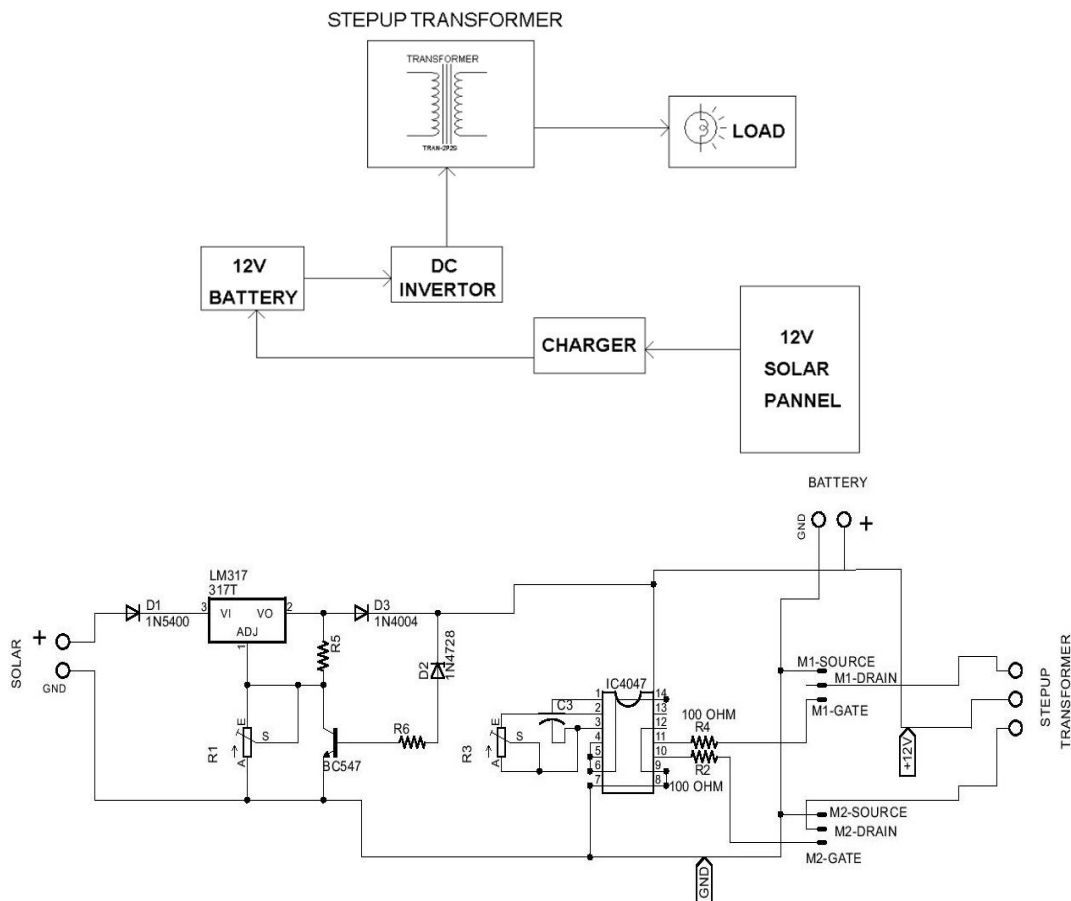 STEPUP TRANSFORMER
TRANSFORMER
TRAN-2P2S
LOAD
12V
BATTERY
DC
INVERTOR
CHARGER
12V
SOLAR
PANNEL
BATTERY
GND
+
LM317
317T
D1
1N5400
3
VI
VO
2
ADJ
1
D3
1N4004
R5
D2
1N4728
SOLAR
+
GND
R1
E
S
A
BC547
R6
R3
E
S
A
C3
IC4047
1
2
3
4
5
6
7
14
13
12
11
10
9
8
100 OHM
R4
R2
100 OHM
M1-SOURCE
M1-DRAIN
M1-GATE
+12V
STEPUP
TRANSFORMER
M2-SOURCE
M2-DRAIN
M2-GATE
GND